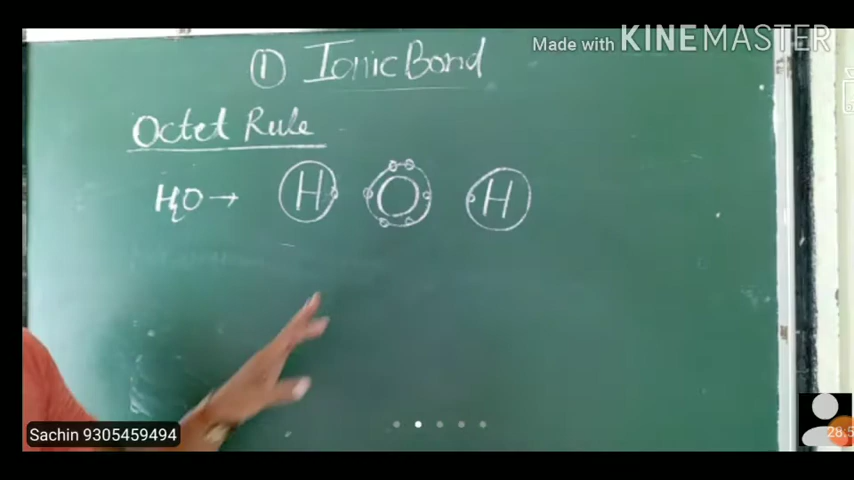 Made with KINEMASTER
① Ionic Bond
Octet Rule
H₂O → H O H
Sachin 9305459494